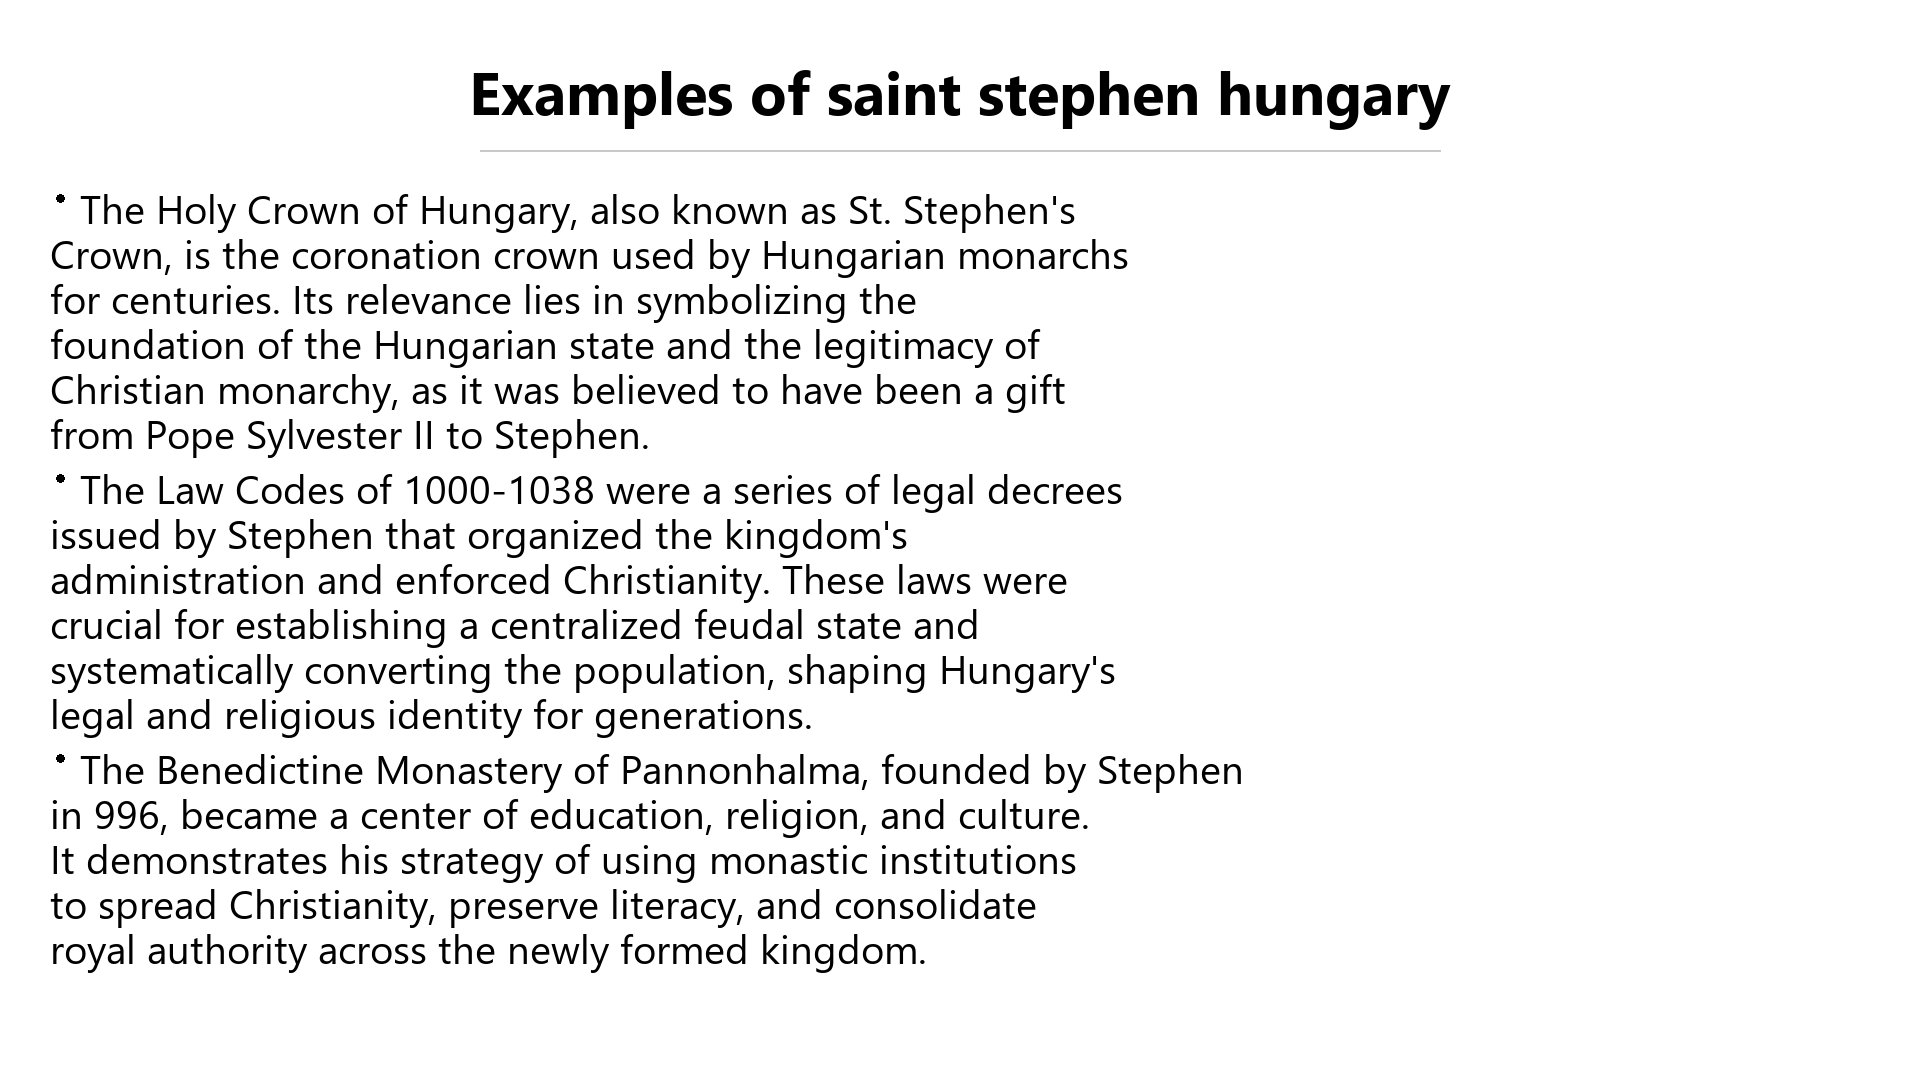 Examples of saint stephen hungary
• The Holy Crown of Hungary, also known as St. Stephen's
Crown, is the coronation crown used by Hungarian monarchs
for centuries. Its relevance lies in symbolizing the
foundation of the Hungarian state and the legitimacy of
Christian monarchy, as it was believed to have been a gift
from Pope Sylvester II to Stephen.
• The Law Codes of 1000-1038 were a series of legal decrees
issued by Stephen that organized the kingdom's
administration and enforced Christianity. These laws were
crucial for establishing a centralized feudal state and
systematically converting the population, shaping Hungary's
legal and religious identity for generations.
• The Benedictine Monastery of Pannonhalma, founded by Stephen
in 996, became a center of education, religion, and culture.
It demonstrates his strategy of using monastic institutions
to spread Christianity, preserve literacy, and consolidate
royal authority across the newly formed kingdom.